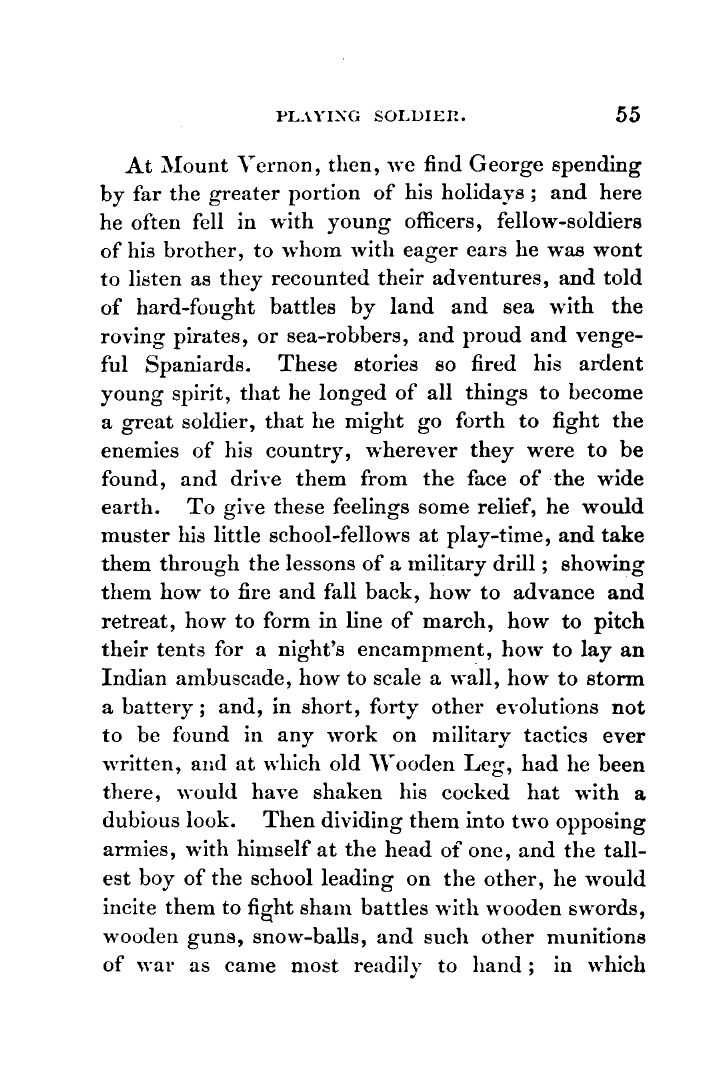 PLAYING SOLDIER. 55
At Mount Vernon, then, we find George spending
by far the greater portion of his holidays ; and here
he often fell in with young officers, fellow-soldiers
of his brother, to whom with eager ears he was wont
to listen as they recounted their adventures, and told
of hard-fought battles by land and sea with the
roving pirates, or sea-robbers, and proud and venge-
ful Spaniards. These stories so fired his ardent
young spirit, that he longed of all things to become
a great soldier, that he might go forth to fight the
enemies of his country, wherever they were to be
found, and drive them from the face of the wide
earth. To give these feelings some relief, he would
muster his little school-fellows at play-time, and take
them through the lessons of a military drill ; showing
them how to fire and fall back, how to advance and
retreat, how to form in line of march, how to pitch
their tents for a night's encampment, how to lay an
Indian ambuscade, how to scale a wall, how to storm
a battery ; and, in short, forty other evolutions not
to be found in any work on military tactics ever
written, and at which old Wooden Leg, had he been
there, would have shaken his cocked hat with a
dubious look. Then dividing them into two opposing
armies, with himself at the head of one, and the tall-
est boy of the school leading on the other, he would
incite them to fight sham battles with wooden swords,
wooden guns, snow-balls, and such other munitions
of war as came most readily to hand ; in which